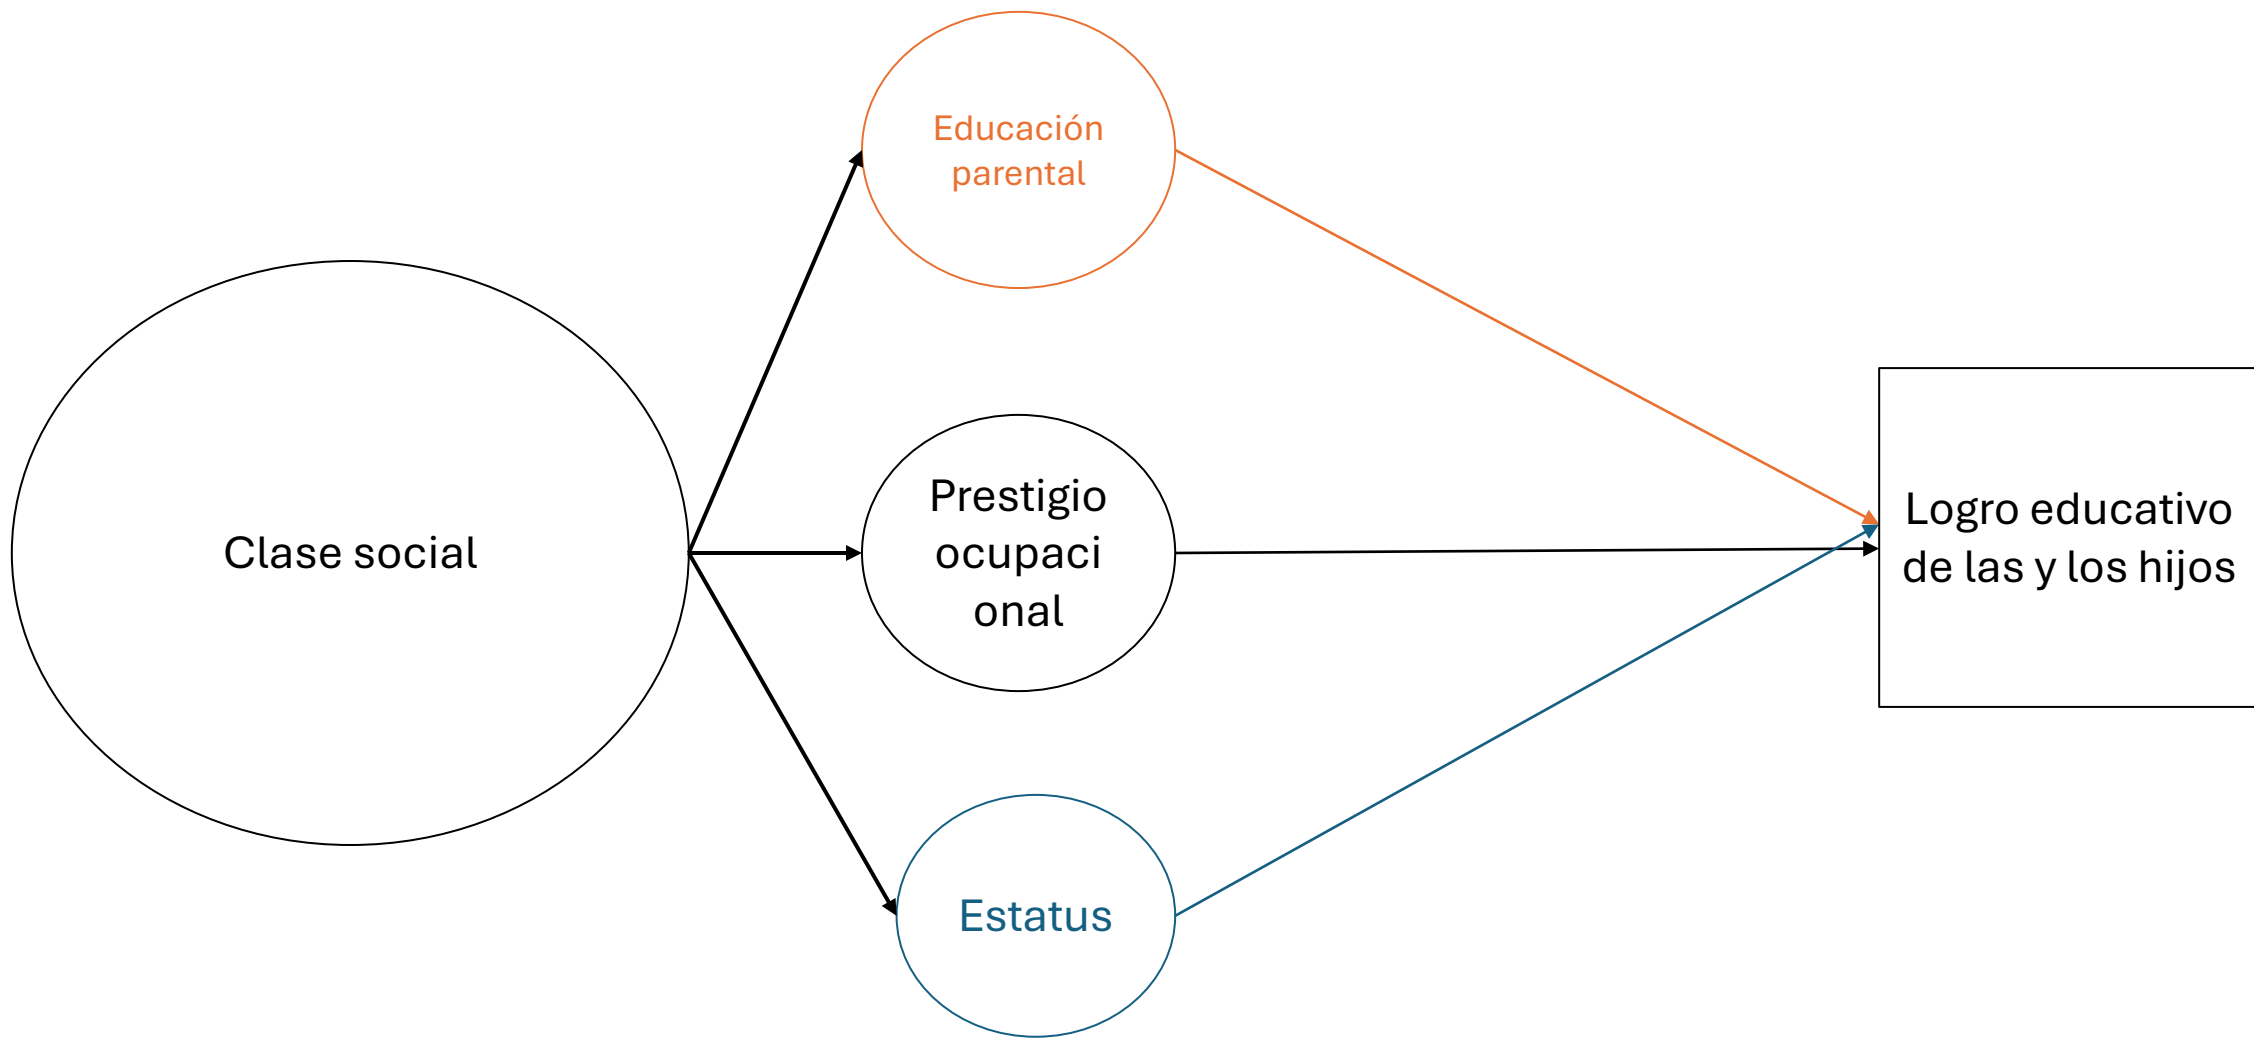 Educación
parental
Clase social
Prestigio
ocupaci
onal
Logro educativo
de las y los hijos
Estatus